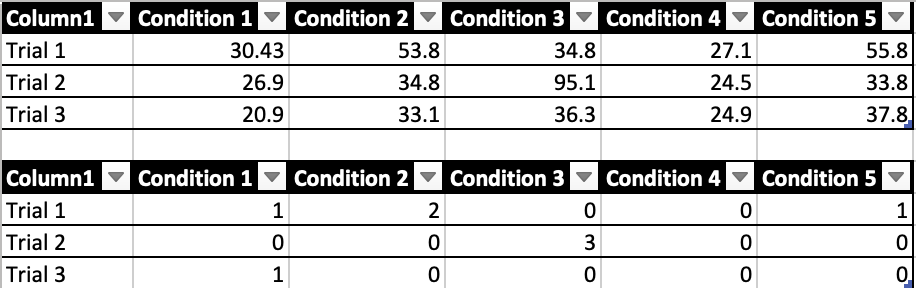 Column1 Condition 1 Condition 2 Condition 3 Condition 4 Condition 5
Trial 1 30.43 53.8 34.8 27.1 55.8
Trial 2 26.9 34.8 95.1 24.5 33.8
Trial 3 20.9 33.1 36.3 24.9 37.8
Column1 Condition 1 Condition 2 Condition 3 Condition 4 Condition 5
Trial 1 1 2 0 0 1
Trial 2 0 0 3 0 0
Trial 3 1 0 0 0 0